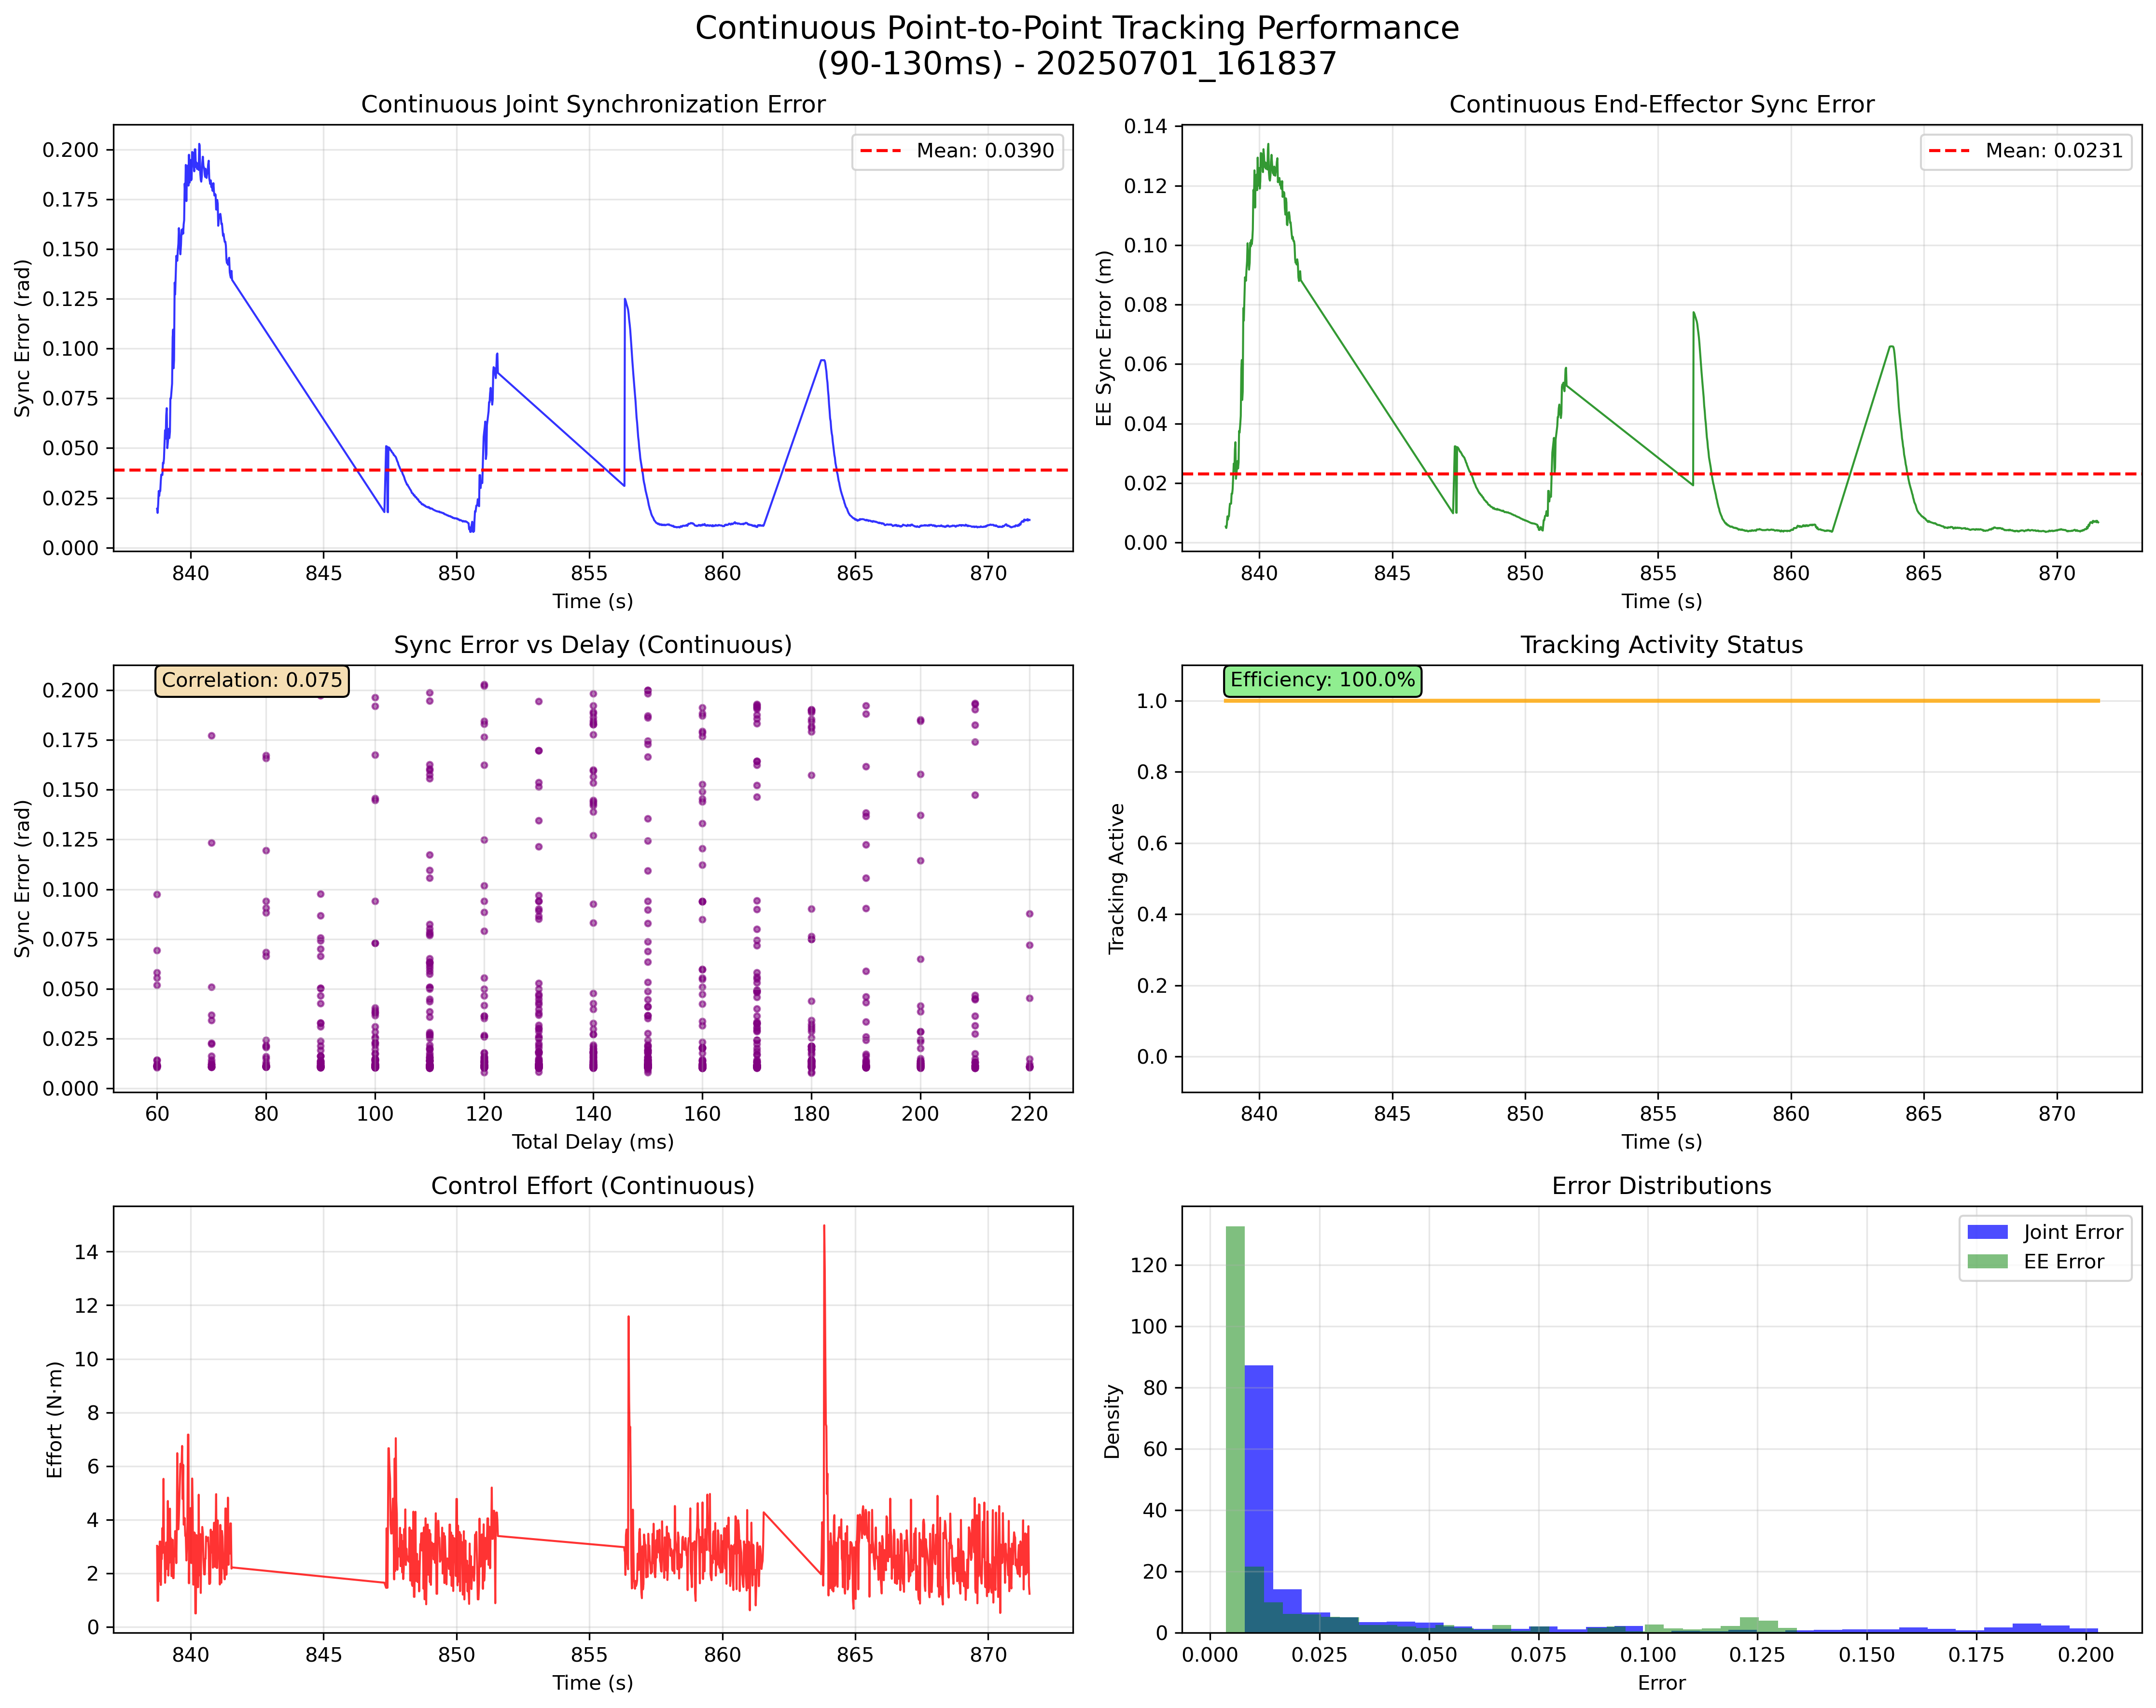 Continuous Point-to-Point Tracking Performance
(90-130ms) - 20250701_161837
Continuous Joint Synchronization Error
Sync Error (rad)
0.200
0.175
0.150
0.125
0.100
0.075
0.050
0.025
0.000
Mean: 0.0390
840 845 850 855 860 865 870
Time (s)
Continuous End-Effector Sync Error
EE Sync Error (m)
0.14
0.12
0.10
0.08
0.06
0.04
0.02
0.00
Mean: 0.0231
840 845 850 855 860 865 870
Time (s)
Sync Error vs Delay (Continuous)
Sync Error (rad)
0.200
0.175
0.150
0.125
0.100
0.075
0.050
0.025
0.000
Correlation: 0.075
60 80 100 120 140 160 180 200 220
Total Delay (ms)
Tracking Activity Status
Tracking Active
1.0
0.8
0.6
0.4
0.2
0.0
Efficiency: 100.0%
840 845 850 855 860 865 870
Time (s)
Control Effort (Continuous)
Effort (N·m)
14
12
10
8
6
4
2
0
840 845 850 855 860 865 870
Time (s)
Error Distributions
Density
120
100
80
60
40
20
0
Joint Error
EE Error
0.000 0.025 0.050 0.075 0.100 0.125 0.150 0.175 0.200
Error